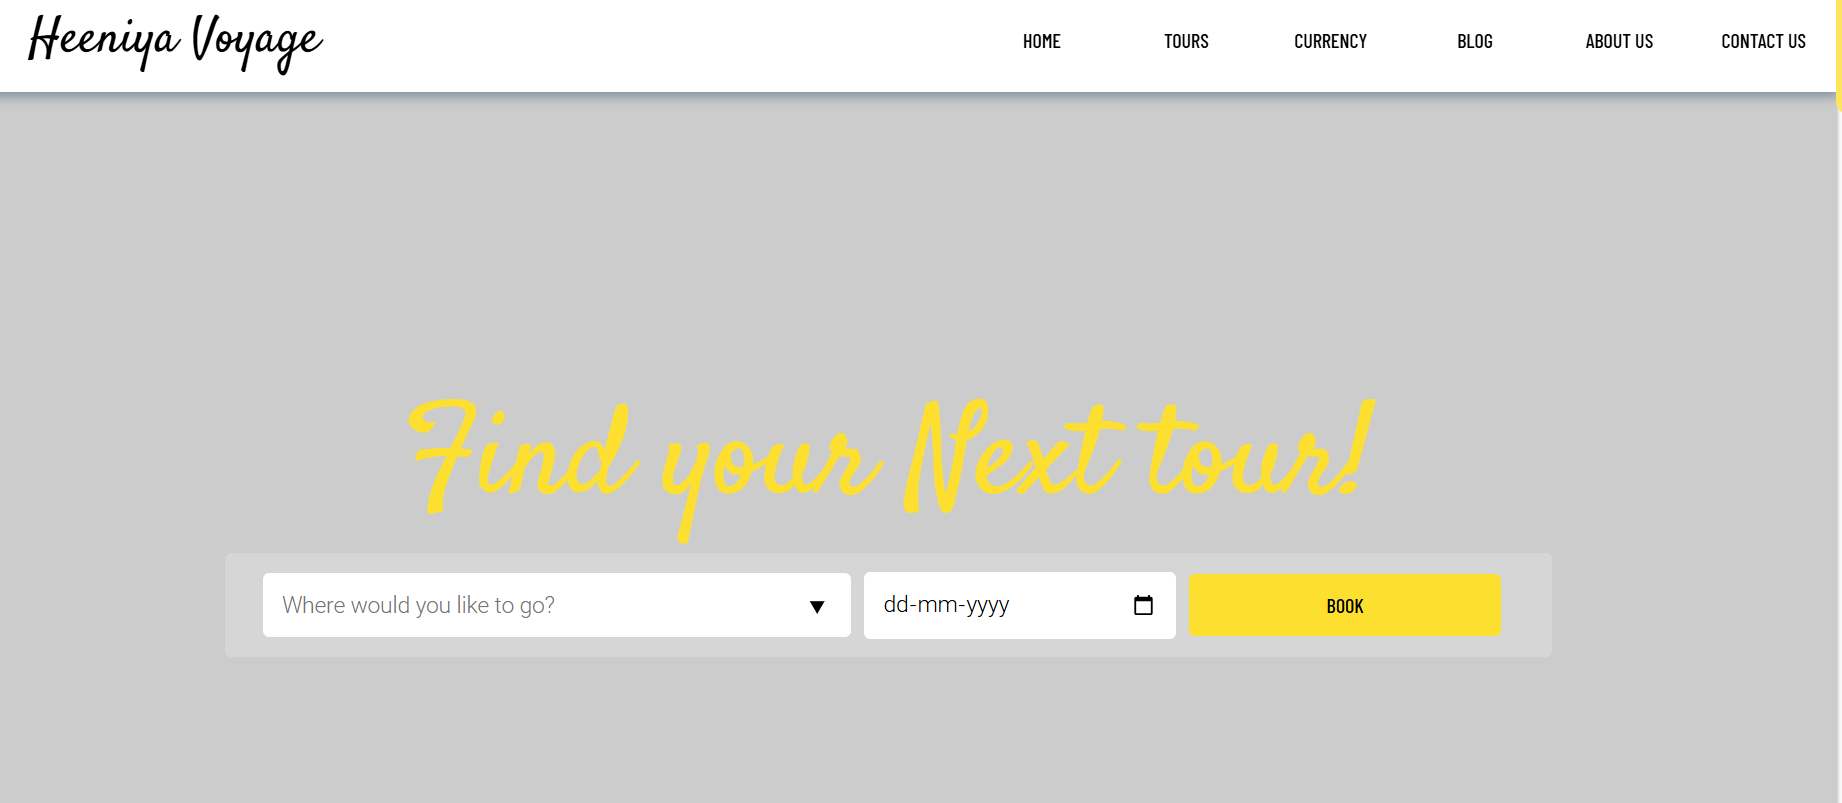 Heeniya Voyage
HOME TOURS CURRENCY BLOG ABOUT US CONTACT US
Find your Next tour!
Where would you like to go? dd-mm-yyyy BOOK